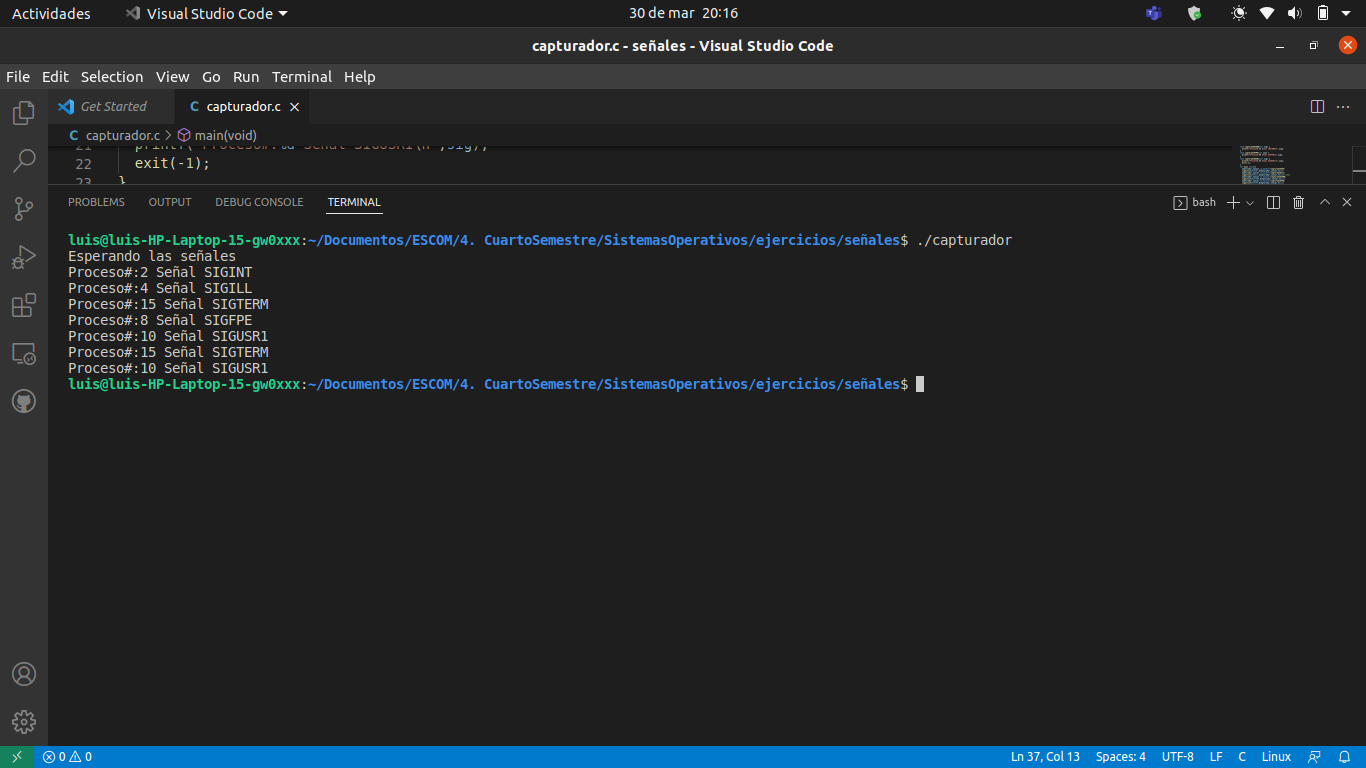 Actividades Visual Studio Code 30 de mar 20:16
capturador.c - señales - Visual Studio Code
File Edit Selection View Go Run Terminal Help
Get Started C capturador.c
C capturador.c > main(void)
21 printf("Proceso#:%d Señal SIGUSR1\n",sig);
22 exit(-1);
23 }
PROBLEMS OUTPUT DEBUG CONSOLE TERMINAL bash
luis@luis-HP-Laptop-15-gw0xxx:~/Documentos/ESCOM/4. CuartoSemestre/SistemasOperativos/ejercicios/señales$ ./capturador
Esperando las señales
Proceso#:2 Señal SIGINT
Proceso#:4 Señal SIGILL
Proceso#:15 Señal SIGTERM
Proceso#:8 Señal SIGFPE
Proceso#:10 Señal SIGUSR1
Proceso#:15 Señal SIGTERM
Proceso#:10 Señal SIGUSR1
luis@luis-HP-Laptop-15-gw0xxx:~/Documentos/ESCOM/4. CuartoSemestre/SistemasOperativos/ejercicios/señales$
0 0 Ln 37, Col 13 Spaces: 4 UTF-8 LF C Linux